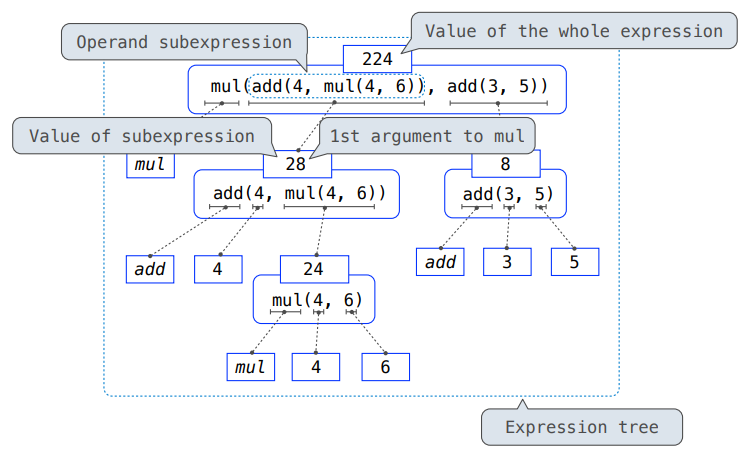 Operand subexpression
Value of the whole expression
224
mul(add(4, mul(4, 6)), add(3, 5))
Value of subexpression
1st argument to mul
mul
28
8
add(4, mul(4, 6))
add(3, 5)
add
4
24
add
3
5
mul(4, 6)
mul
4
6
Expression tree